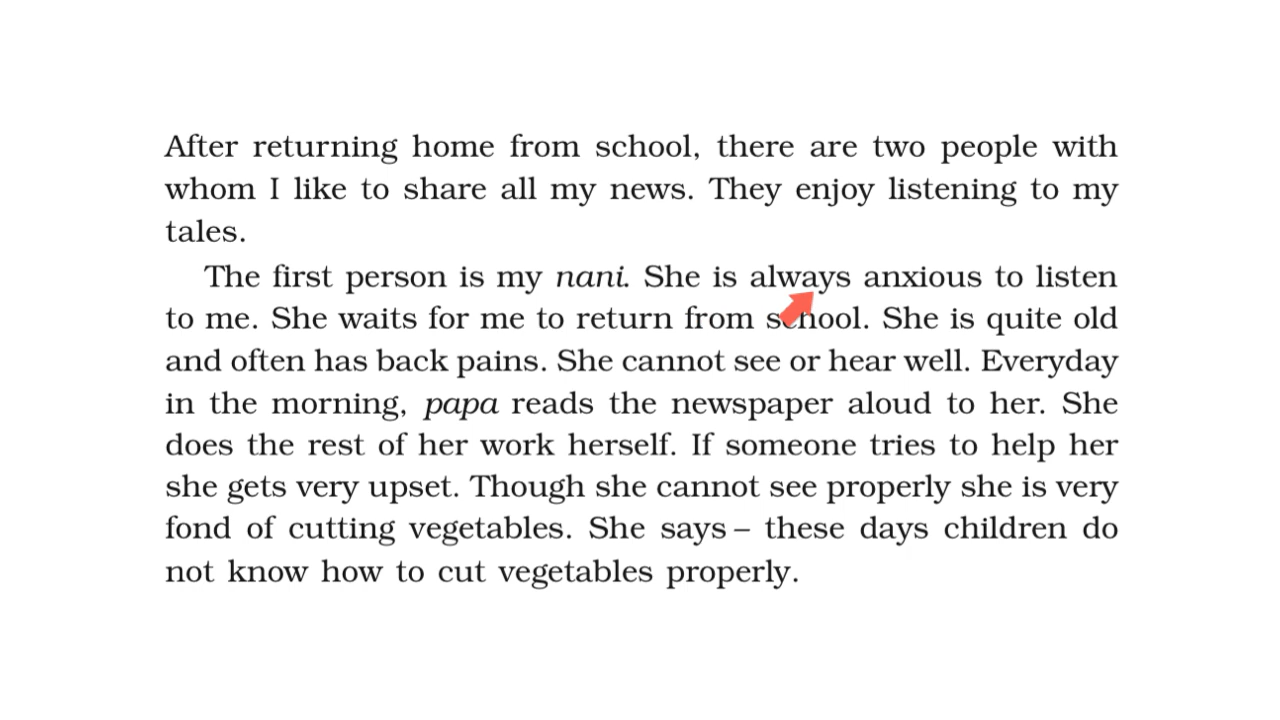 After returning home from school, there are two people with
whom I like to share all my news. They enjoy listening to my
tales.
The first person is my nani. She is always anxious to listen
to me. She waits for me to return from school. She is quite old
and often has back pains. She cannot see or hear well. Everyday
in the morning, papa reads the newspaper aloud to her. She
does the rest of her work herself. If someone tries to help her
she gets very upset. Though she cannot see properly she is very
fond of cutting vegetables. She says – these days children do
not know how to cut vegetables properly.